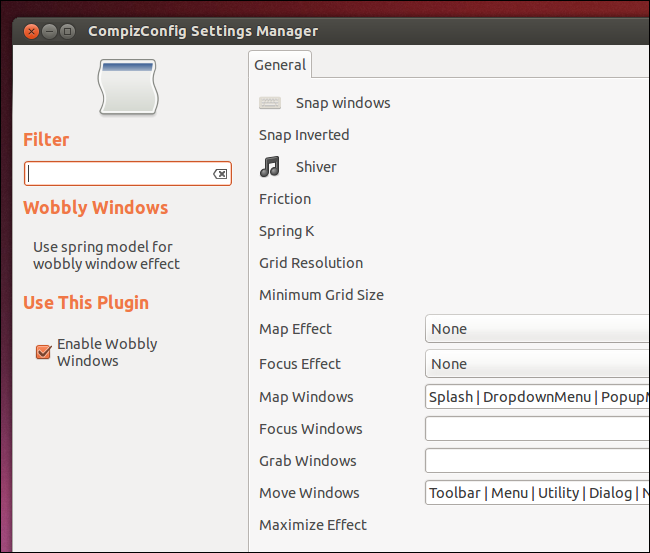 CompizConfig Settings Manager
Filter
Wobbly Windows
Use spring model for
wobbly window effect
Use This Plugin
Enable Wobbly
Windows
General
Snap windows
Snap Inverted
Shiver
Friction
Spring K
Grid Resolution
Minimum Grid Size
Map Effect
None
Focus Effect
None
Map Windows
Splash | DropdownMenu | Popup
Focus Windows
Grab Windows
Move Windows
Toolbar | Menu | Utility | Dialog | N
Maximize Effect